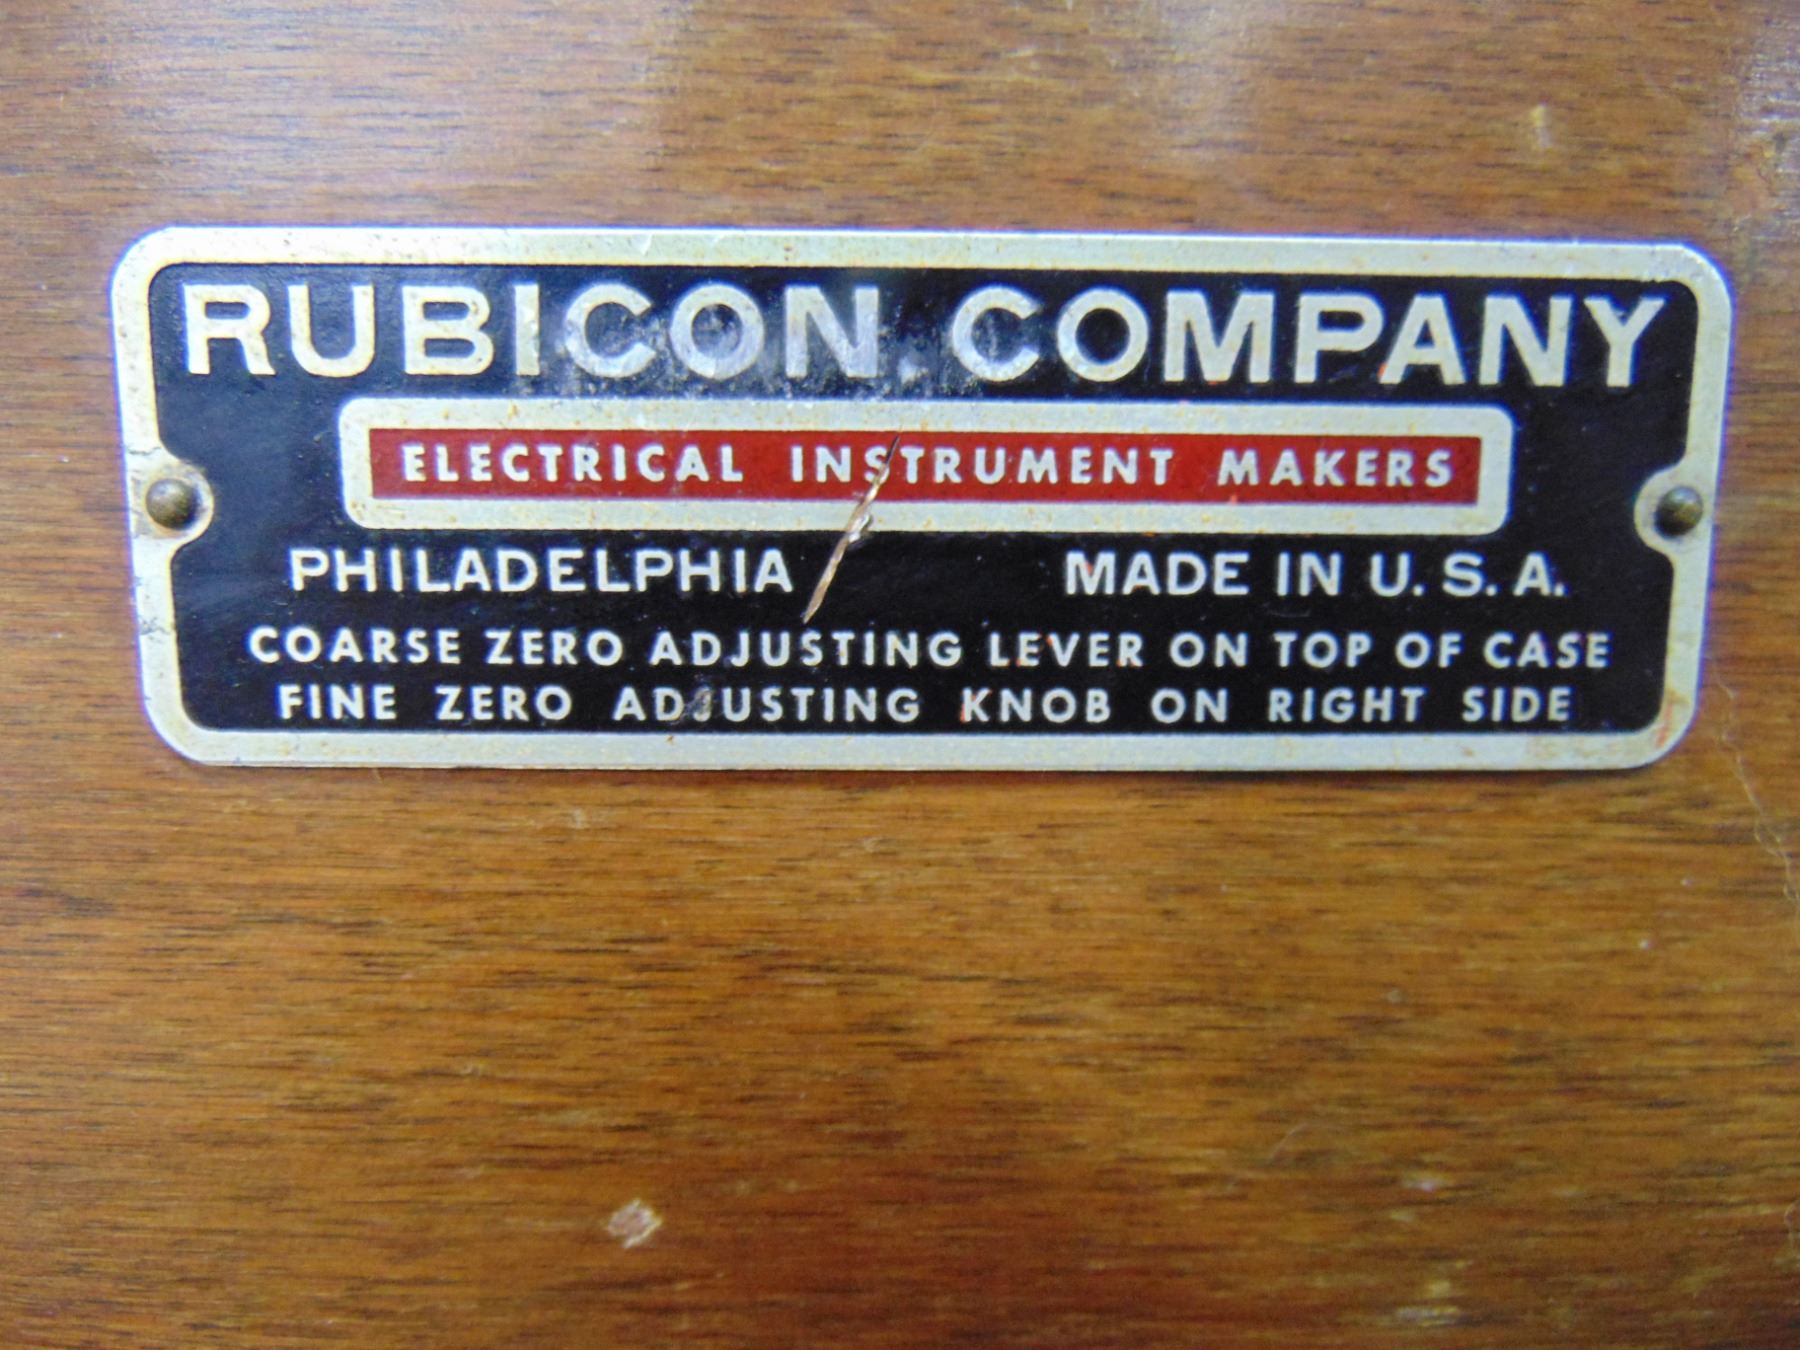 RUBICON COMPANY
ELECTRICAL INSTRUMENT MAKERS
PHILADELPHIA MADE IN U.S.A.
COARSE ZERO ADJUSTING LEVER ON TOP OF CASE
FINE ZERO ADJUSTING KNOB ON RIGHT SIDE